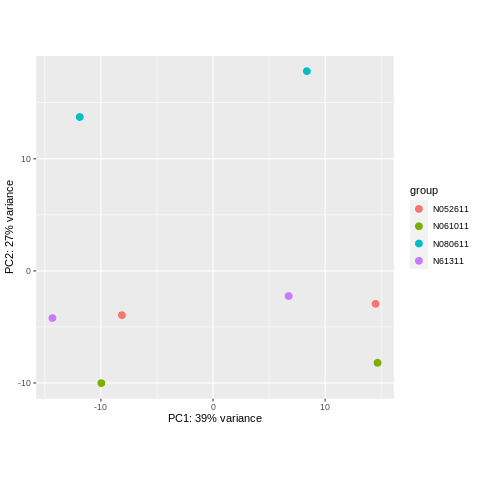 PC2: 27% variance
10
0
-10
-10
0
10
PC1: 39% variance
group
N052611
N061011
N080611
N61311